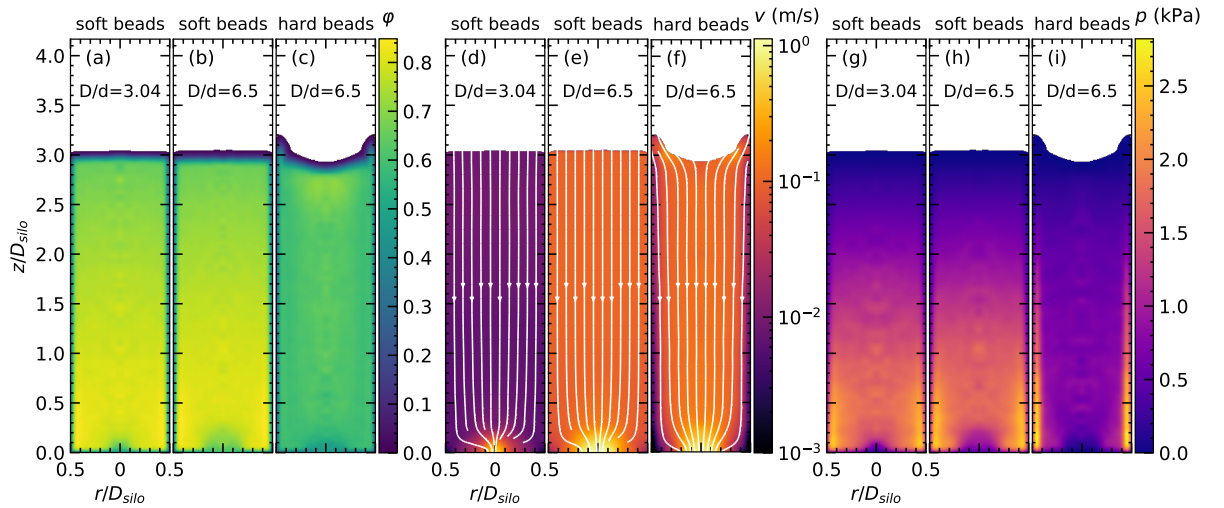 soft beads soft beads hard beads φ
soft beads soft beads hard beads v (m/s)
soft beads soft beads hard beads p (kPa)
(a) (b) (c)
D/d=3.04 D/d=6.5 D/d=6.5
(d) (e) (f)
D/d=3.04 D/d=6.5 D/d=6.5
(g) (h) (i)
D/d=3.04 D/d=6.5 D/d=6.5
z/D_silo
4.0
3.5
3.0
2.5
2.0
1.5
1.0
0.5
0.0
0.5 0 0.5
r/D_silo
0.8
0.7
0.6
0.5
0.4
0.3
0.2
0.1
0.0
0.5 0 0.5
r/D_silo
10⁰
10⁻¹
10⁻²
10⁻³
0.5 0 0.5
r/D_silo
2.5
2.0
1.5
1.0
0.5
0.0